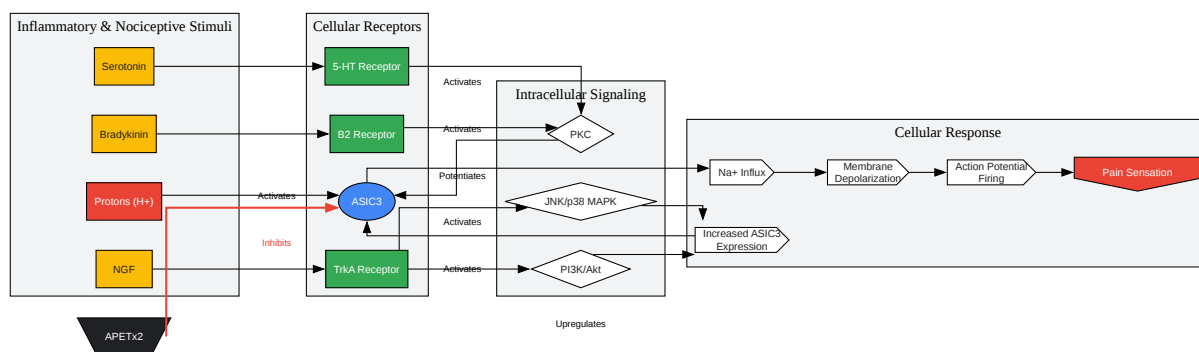 Inflammatory & Nociceptive Stimuli
Cellular Receptors
Serotonin
5-HT Receptor
Activates
Intracellular Signaling
Bradykinin
B2 Receptor
Activates
PKC
Cellular Response
Potentiates
Na+ Influx
Membrane
Depolarization
Action Potential
Firing
Pain Sensation
Protons (H+)
Activates
ASIC3
JNK/p38 MAPK
Activates
Inhibits
Increased ASIC3
Expression
NGF
TrkA Receptor
Activates
PI3K/Akt
Upregulates
APETx2